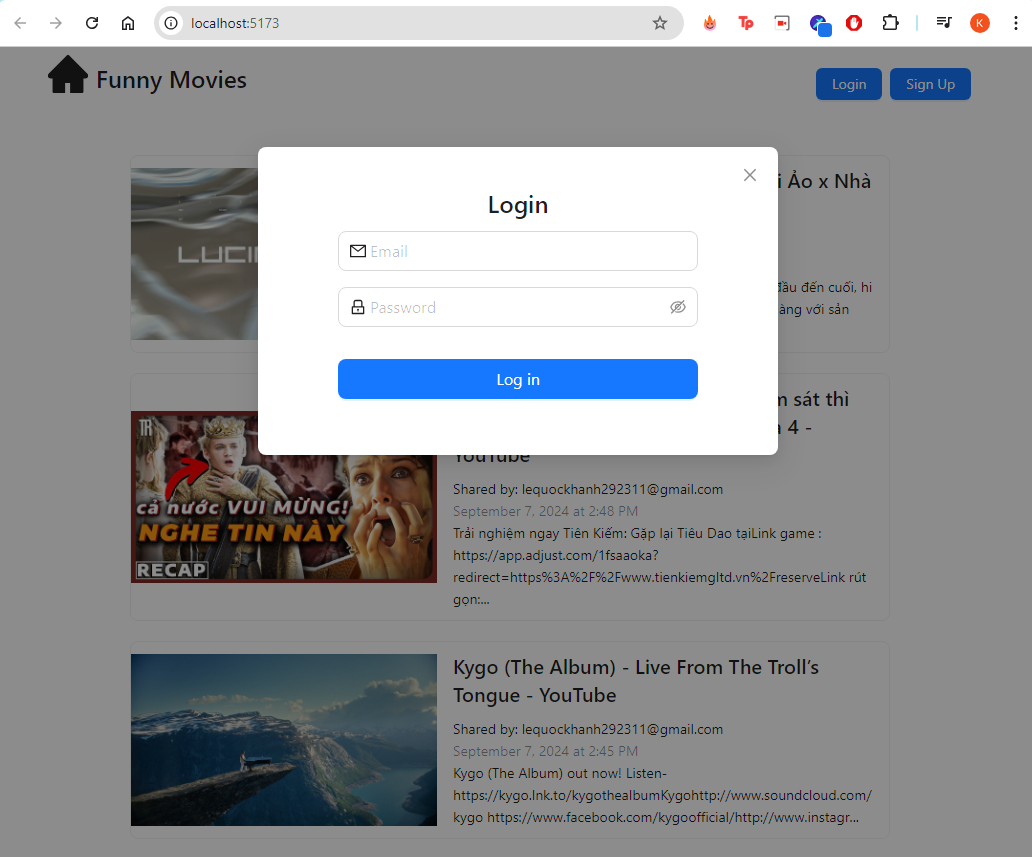 localhost:5173
Tp
K
Funny Movies
Login
Sign Up
i Ảo x Nhà
LUCI
đầu đến cuối, hi
àng với sản
Login
Email
Password
Log in
m sát thì
4 -
YouTube
TR
cả nước VUI MỪNG!
NGHE TIN NÀY
RECAP
Shared by: lequockhanh292311@gmail.com
September 7, 2024 at 2:48 PM
Trải nghiệm ngay Tiên Kiếm: Gặp lại Tiêu Dao tạiLink game :
https://app.adjust.com/1fsaaoka?
redirect=https%3A%2F%2Fwww.tienkiemgltd.vn%2FreserveLink rút
gọn:...
Kygo (The Album) - Live From The Troll’s
Tongue - YouTube
Shared by: lequockhanh292311@gmail.com
September 7, 2024 at 2:45 PM
Kygo (The Album) out now! Listen-
https://kygo.lnk.to/kygothealbumKygohttp://www.soundcloud.com/
kygo https://www.facebook.com/kygoofficial/http://www.instagr...